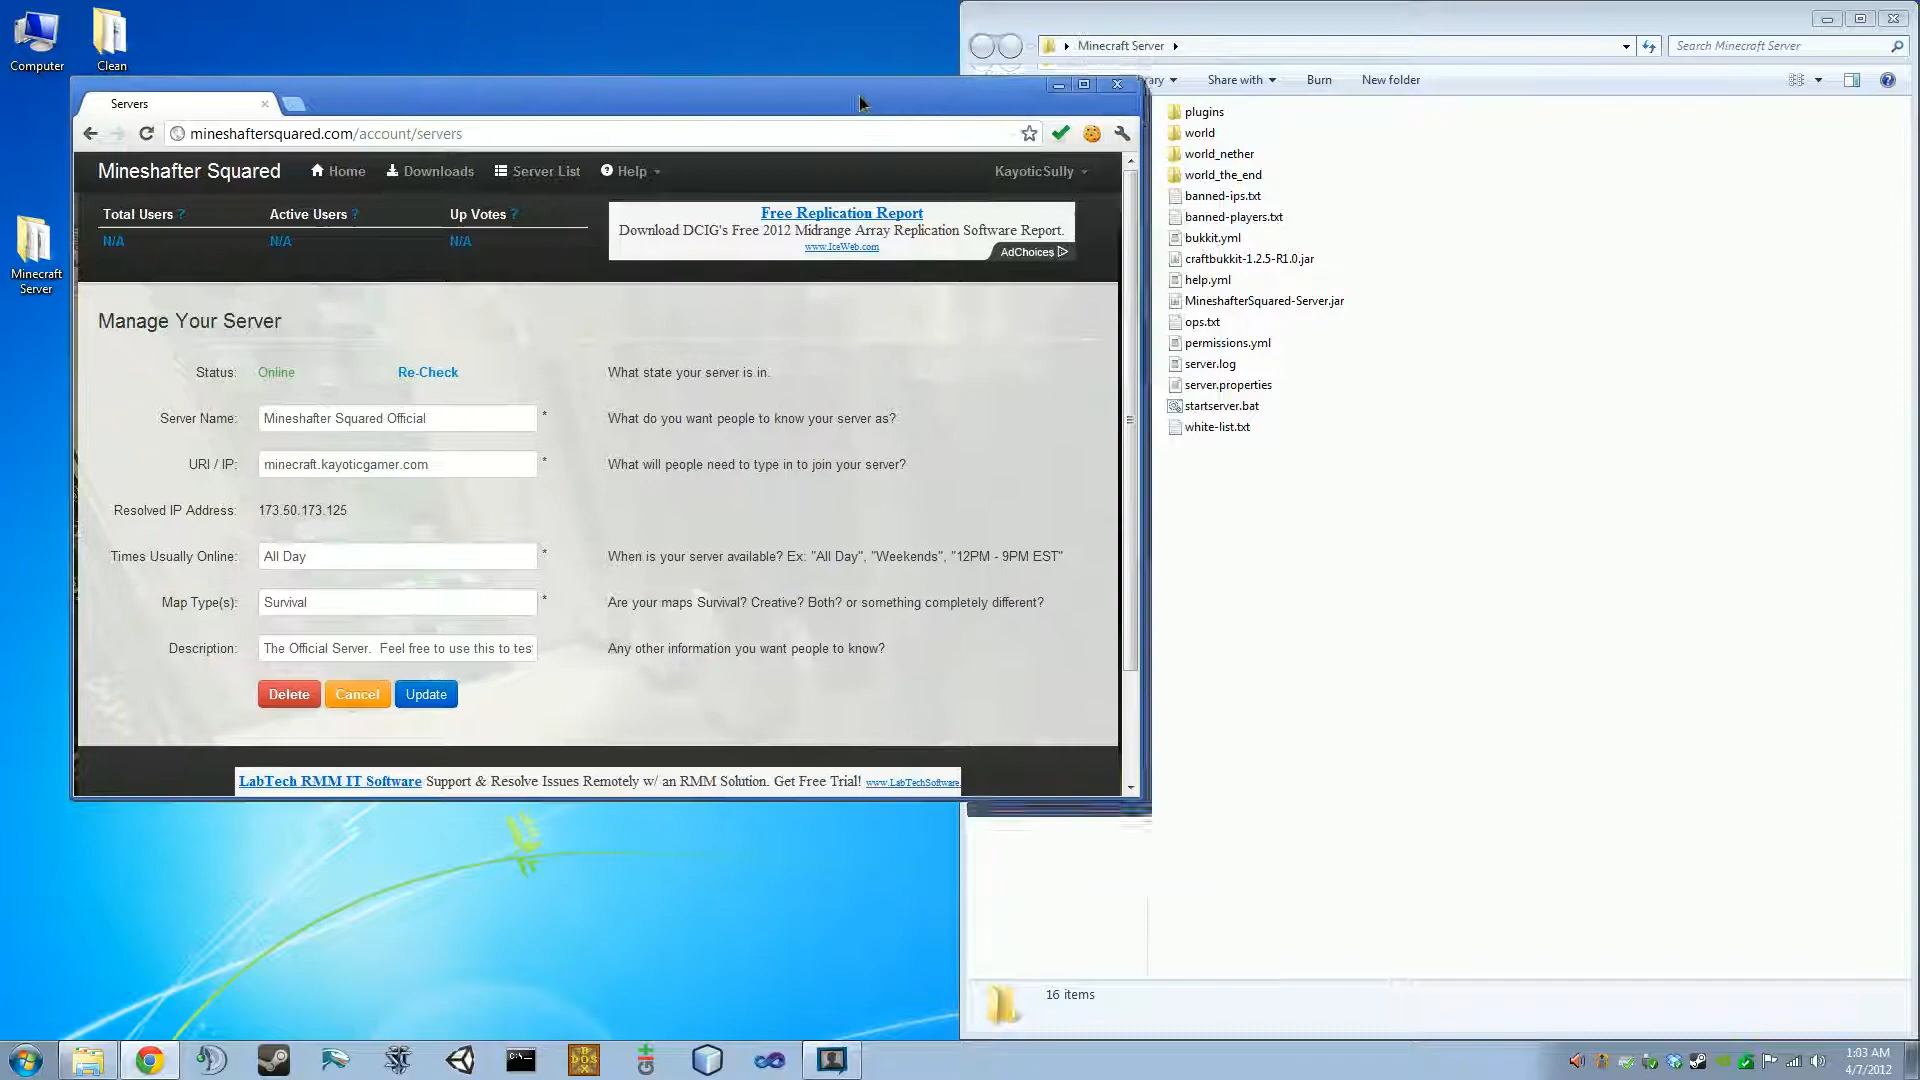 Computer
Clean
Minecraft
Server
Minecraft Server
Search Minecraft Server
Share with
Burn
New folder
Servers
mineshaftersquared.com/account/servers
Mineshafter Squared
Home
Downloads
Server List
Help
KayoticSully
Total Users ?
Active Users ?
Up Votes ?
N/A
N/A
N/A
Free Replication Report
Download DCIG's Free 2012 Midrange Array Replication Software Report.
www.IceWeb.com
AdChoices
Manage Your Server
Status: Online Re-Check What state your server is in.
Server Name: Mineshafter Squared Official * What do you want people to know your server as?
URI / IP: minecraft.kayoticgamer.com * What will people need to type in to join your server?
Resolved IP Address: 173.50.173.125
Times Usually Online: All Day * When is your server available? Ex: "All Day", "Weekends", "12PM - 9PM EST"
Map Type(s): Survival * Are your maps Survival? Creative? Both? or something completely different?
Description: The Official Server. Feel free to use this to tes Any other information you want people to know?
Delete Cancel Update
LabTech RMM IT Software Support & Resolve Issues Remotely w/ an RMM Solution. Get Free Trial! www.LabTechSoftware.
plugins
world
world_nether
world_the_end
banned-ips.txt
banned-players.txt
bukkit.yml
craftbukkit-1.2.5-R1.0.jar
help.yml
MineshafterSquared-Server.jar
ops.txt
permissions.yml
server.log
server.properties
startserver.bat
white-list.txt
16 items
1:03 AM
4/7/2012